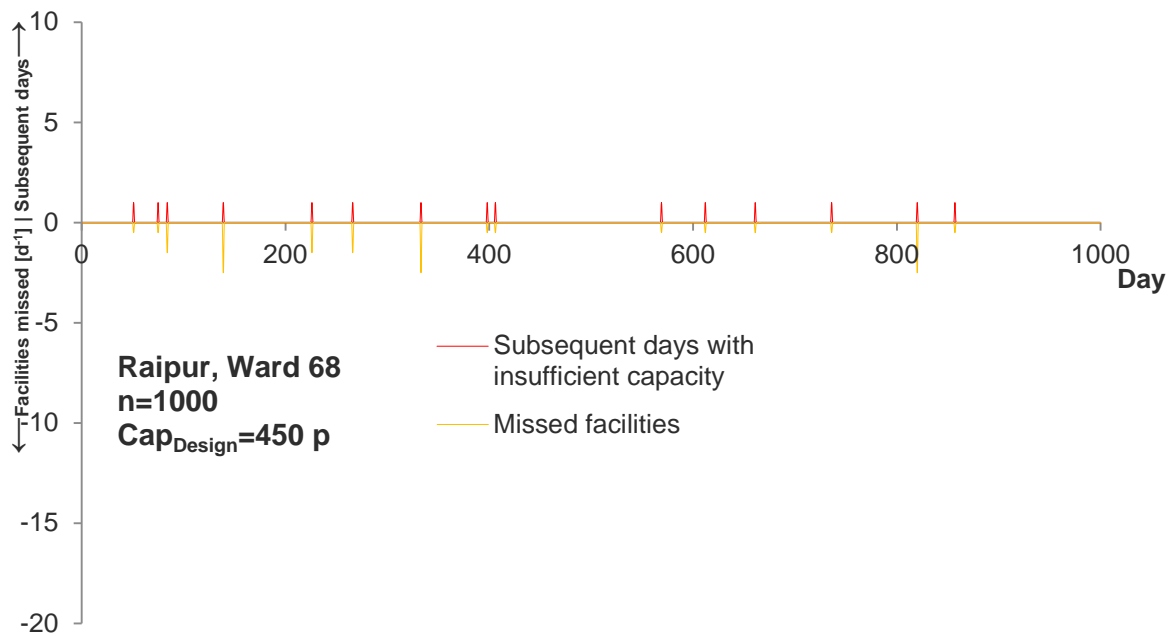 10
5
0
-5
-10
-15
-20
←Facilities missed [d-1] || Subsequent days→
0 200 400 600 800 1000
Day
Raipur, Ward 68
n=1000
CapDesign=450 p
Subsequent days with
insufficient capacity
Missed facilities